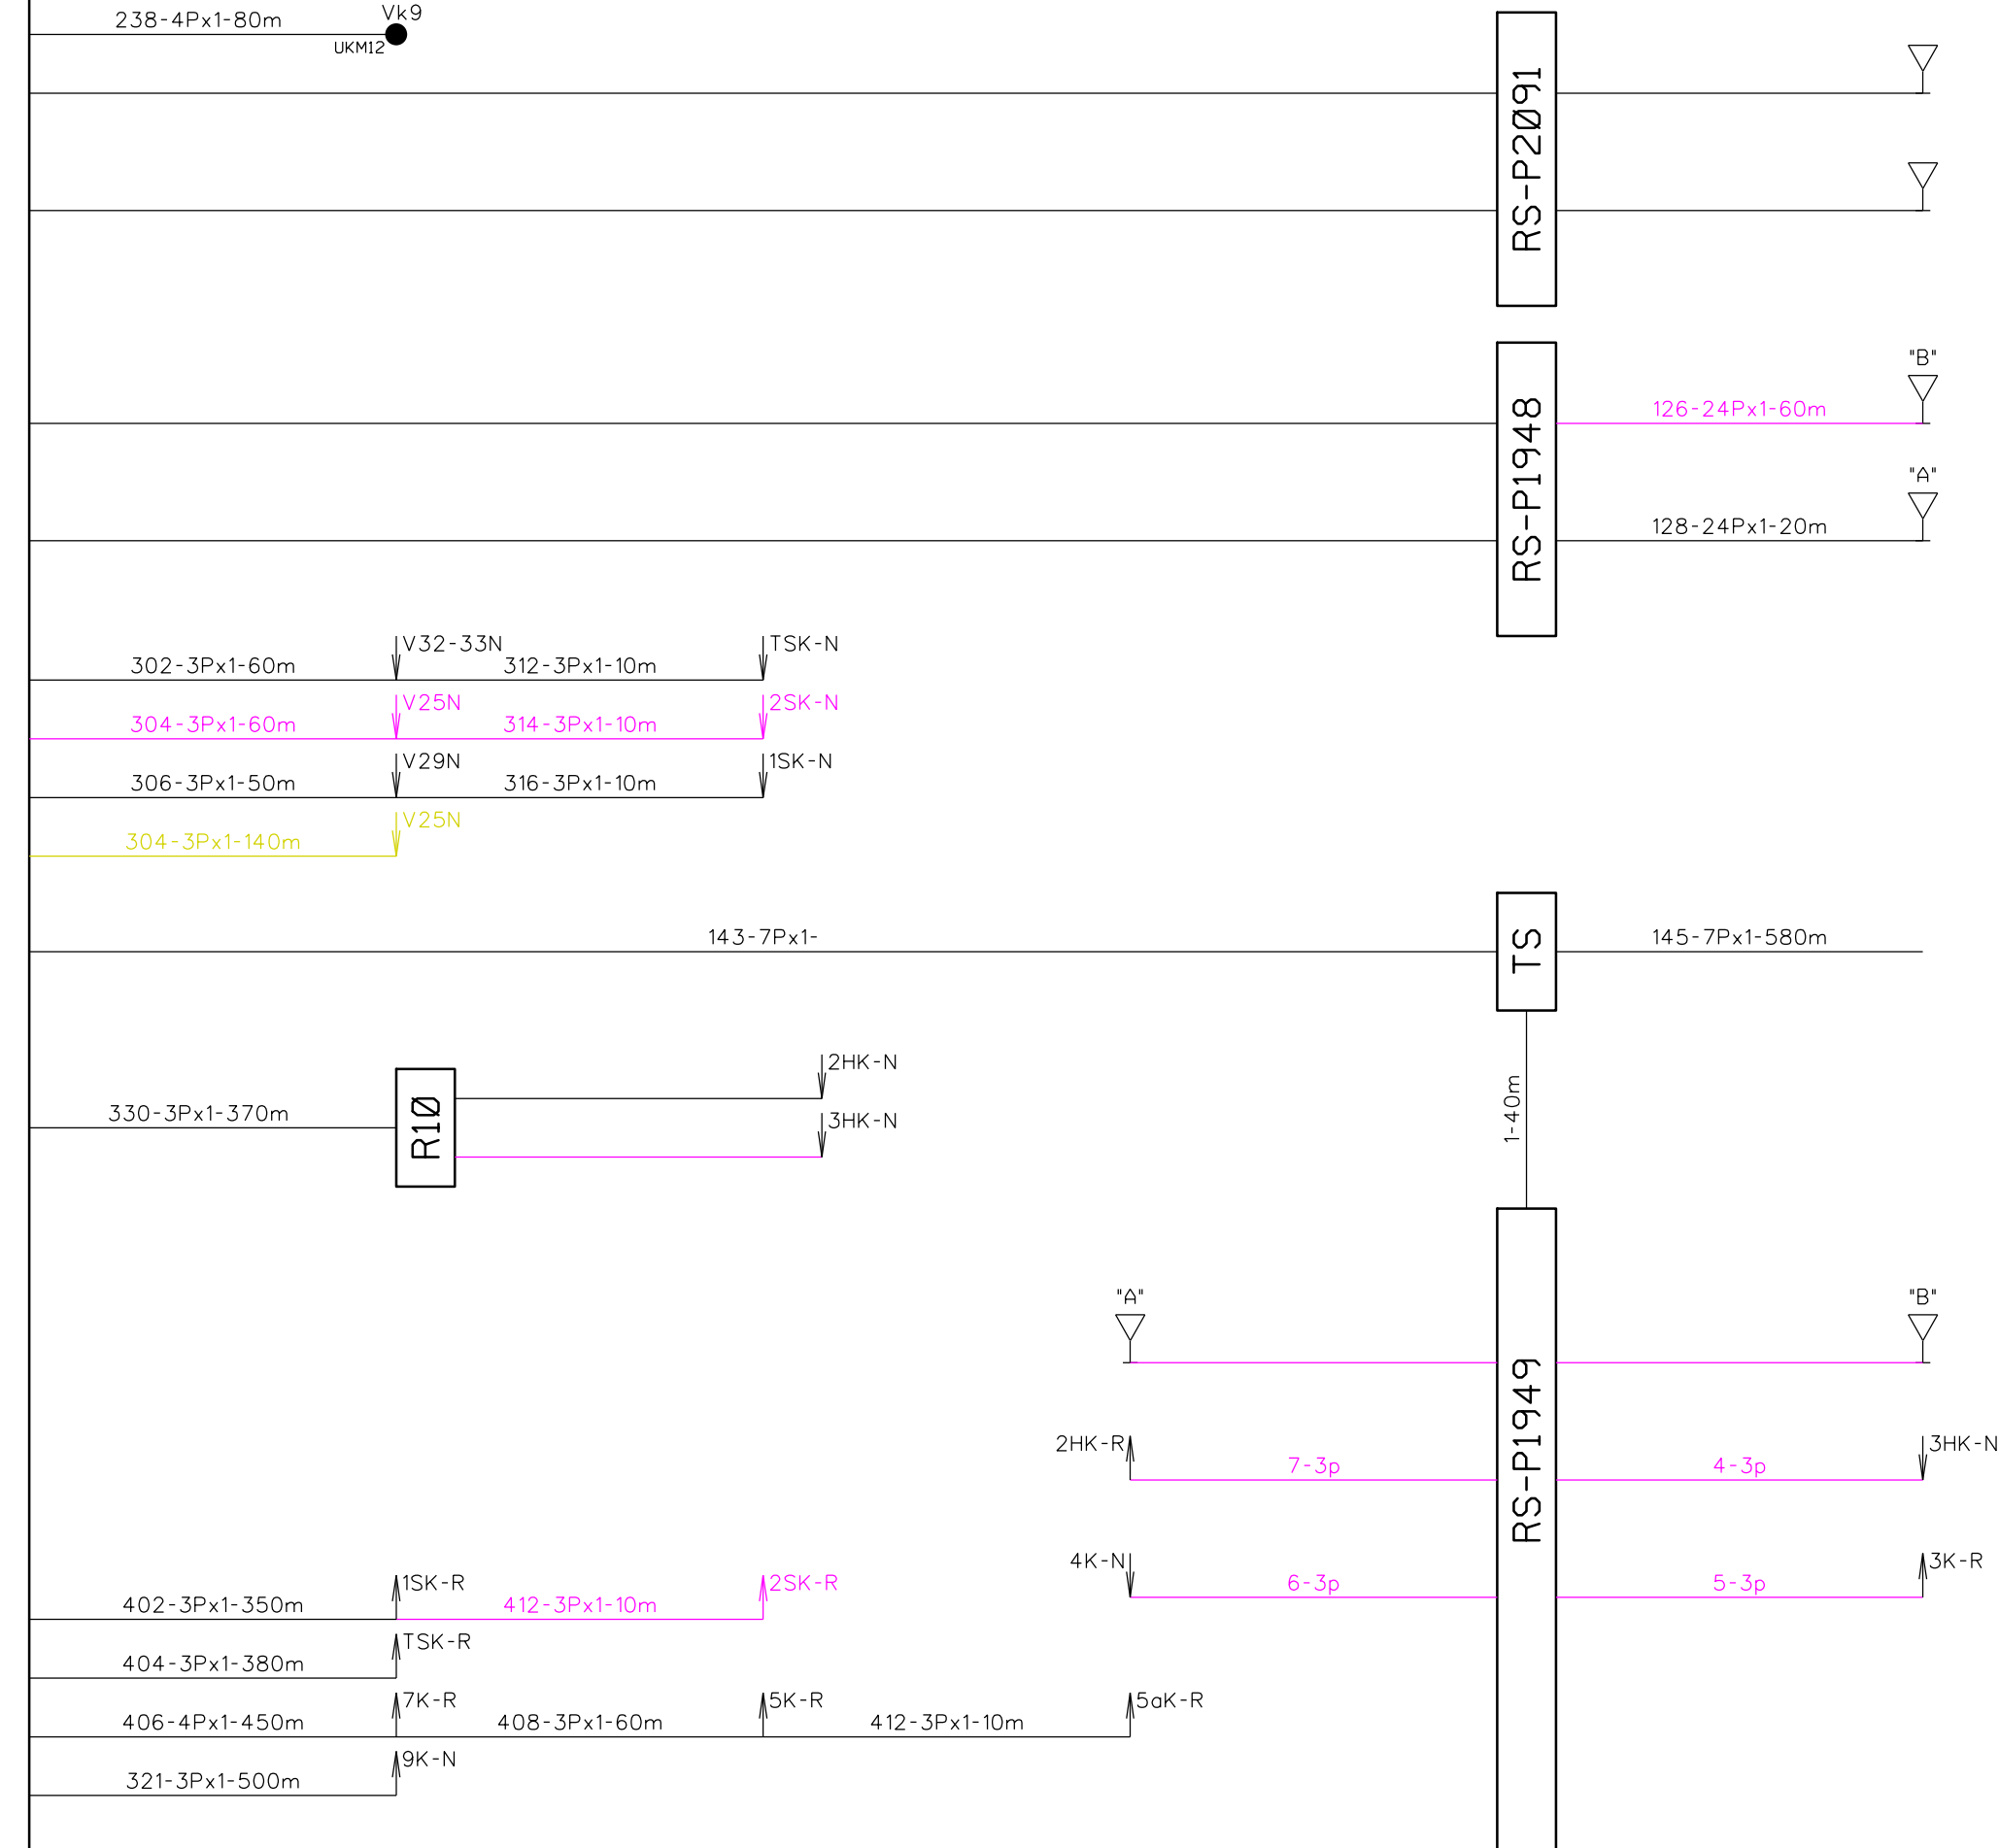 Vk9
238-4Px1-80m
UKM12
RS-P2091
"B"
126-24Px1-60m
RS-P1948
"A"
128-24Px1-20m
V32-33N
TSK-N
302-3Px1-60m
312-3Px1-10m
V25N
2SK-N
304-3Px1-60m
314-3Px1-10m
V29N
1SK-N
306-3Px1-50m
316-3Px1-10m
V25N
304-3Px1-140m
143-7Px1-
TS
145-7Px1-580m
2HK-N
330-3Px1-370m
R10
3HK-N
1-40m
"A"
"B"
RS-P1949
2HK-R
7-3p
4-3p
3HK-N
4K-N
6-3p
5-3p
3K-R
1SK-R
2SK-R
402-3Px1-350m
412-3Px1-10m
TSK-R
404-3Px1-380m
7K-R
5K-R
5aK-R
406-4Px1-450m
408-3Px1-60m
412-3Px1-10m
9K-N
321-3Px1-500m